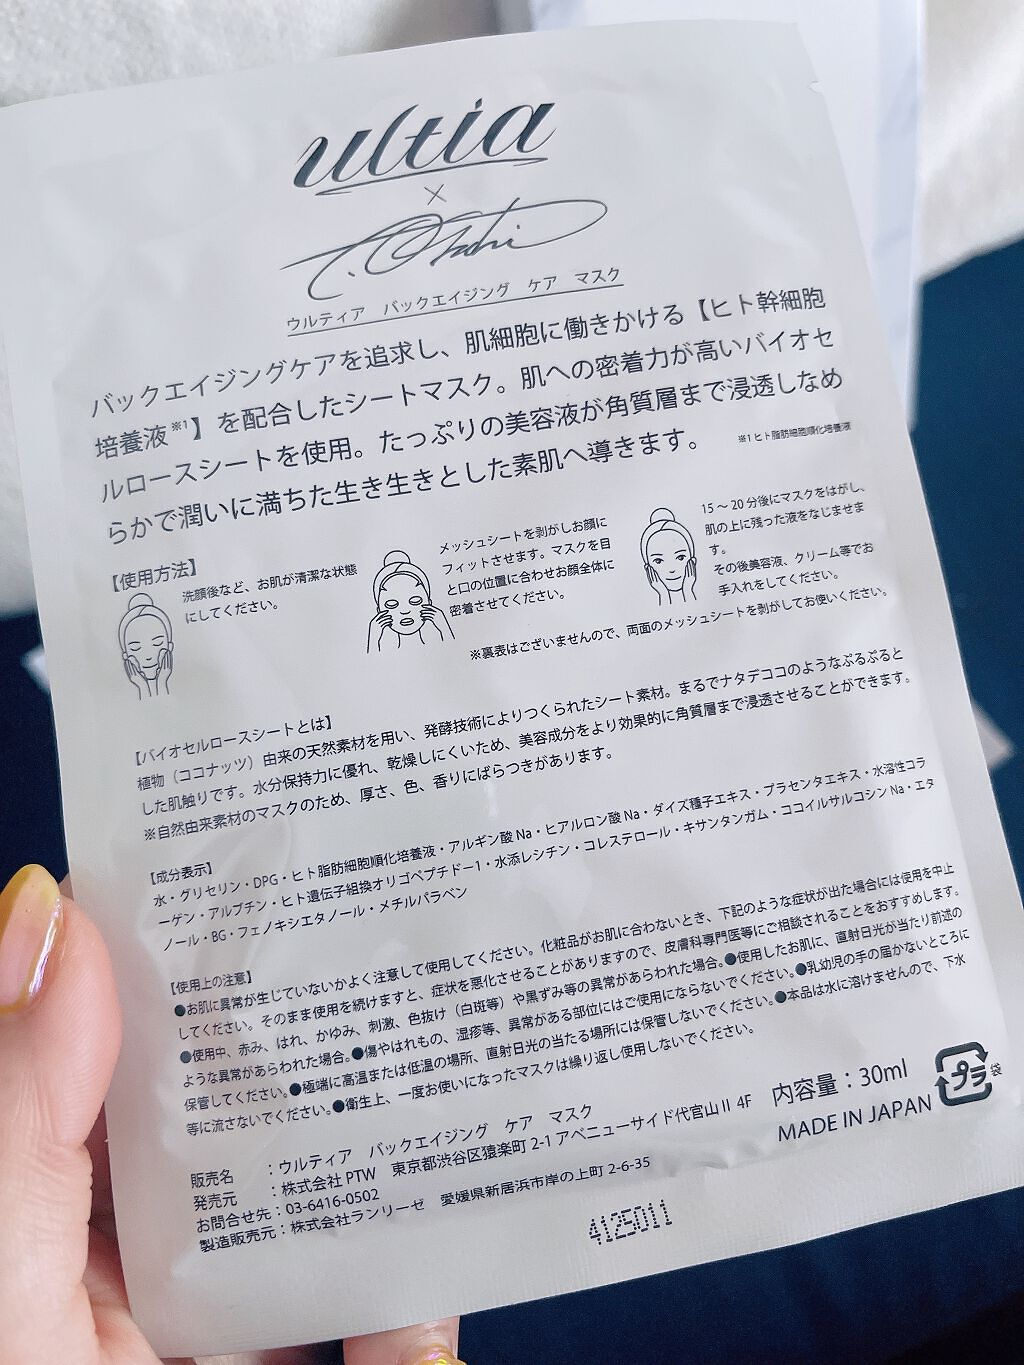 ultia
×
ウルティア バックエイジング ケア マスク
バックエイジングケアを追求し、肌細胞に働きかける【ヒト幹細胞
培養液※1】を配合したシートマスク。肌への密着力が高いバイオセ
ルロースシートを使用。たっぷりの美容液が角質層まで浸透しなめ
らかで潤いに満ちた生き生きとした素肌へ導きます。
※1 ヒト脂肪細胞順化培養液
【使用方法】
洗顔後など、お肌が清潔な状態
にしてください。
メッシュシートを剥がしお顔に
フィットさせます。マスクを目
と口の位置に合わせお顔全体に
密着させてください。
15～20分後にマスクをはがし、
肌の上に残った液をなじませま
す。
その後美容液、クリーム等でお
手入れをしてください。
※裏表はございませんので、両面のメッシュシートを剥がしてお使いください。
【バイオセルロースシートとは】
植物（ココナッツ）由来の天然素材を用い、発酵技術によりつくられたシート素材。まるでナタデココのようなぷるぷると
した肌触りです。水分保持力に優れ、乾燥しにくいため、美容成分をより効果的に角質層まで浸透させることができます。
※自然由来素材のマスクのため、厚さ、色、香りにばらつきがあります。
【成分表示】
水・グリセリン・DPG・ヒト脂肪細胞順化培養液・アルギン酸Na・ヒアルロン酸Na・ダイズ種子エキス・プラセンタエキス・水溶性コラ
ーゲン・アルブチン・ヒト遺伝子組換オリゴペプチドー1・水添レシチン・コレステロール・キサンタンガム・ココイルサルコシンNa・エタ
ノール・BG・フェノキシエタノール・メチルパラベン
【使用上の注意】
●お肌に異常が生じていないかよく注意して使用してください。化粧品がお肌に合わないとき、下記のような症状が出た場合には使用を中止
してください。そのまま使用を続けますと、症状を悪化させることがありますので、皮膚科専門医等にご相談されることをおすすめします。
●使用中、赤み、はれ、かゆみ、刺激、色抜け（白斑等）や黒ずみ等の異常があらわれた場合。●使用したお肌に、直射日光が当たり前述の
ような異常があらわれた場合。●傷やはれもの、湿疹等、異常がある部位にはご使用にならないでください。●乳幼児の手の届かないところに
保管してください。●極端に高温または低温の場所、直射日光の当たる場所には保管しないでください。●本品は水に溶けませんので、下水
等に流さないでください。●衛生上、一度お使いになったマスクは繰り返し使用しないでください。
販売名 ：ウルティア バックエイジング ケア マスク
発売元 ：株式会社PTW 東京都渋谷区猿楽町2-1アベニューサイド代官山Ⅱ 4F
お問合せ先：03-6416-0502
製造販売元：株式会社ランリーゼ 愛媛県新居浜市岸の上町2-6-35
内容量：30ml
MADE IN JAPAN
プラ
袋
4125011